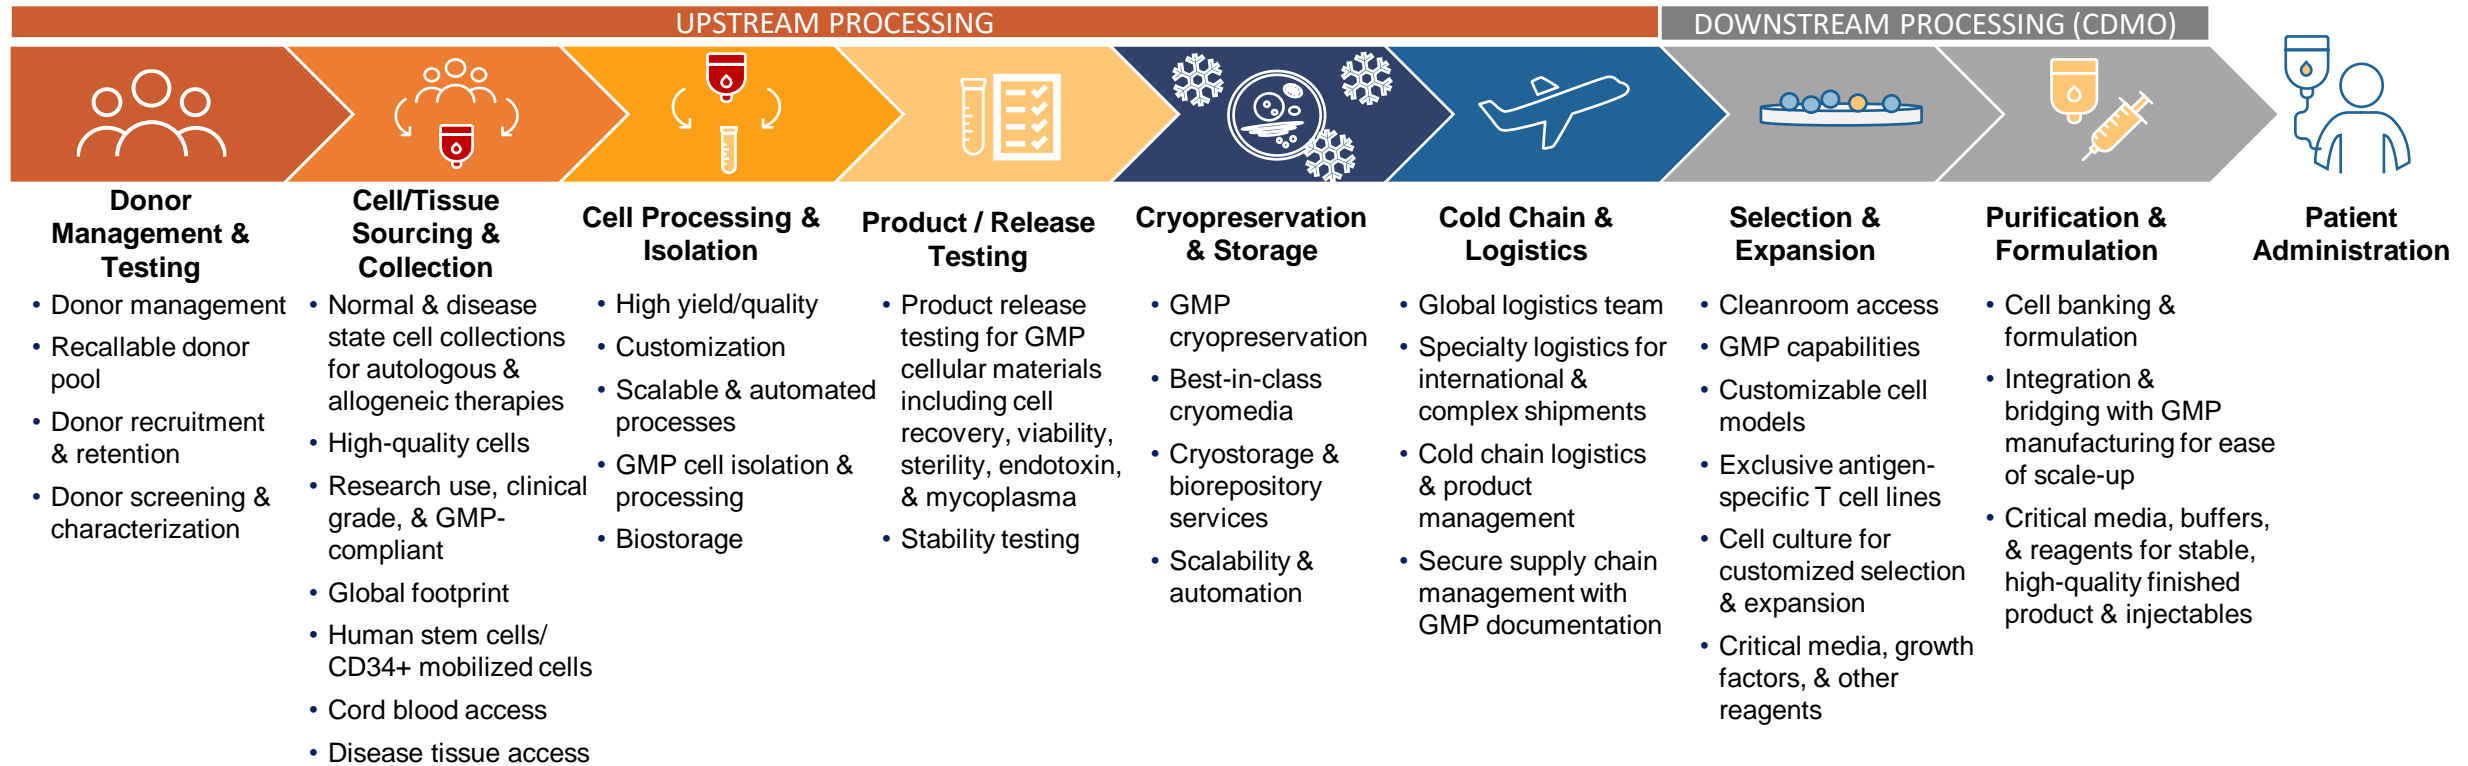 UPSTREAM PROCESSING
DOWNSTREAM PROCESSING (CDMO)
Donor
Management &
Testing
• Donor management
• Recallable donor
pool
• Donor recruitment
& retention
• Donor screening &
characterization
Cell/Tissue
Sourcing &
Collection
• Normal & disease
state cell collections
for autologous &
allogeneic therapies
• High-quality cells
• Research use, clinical
grade, & GMP-
compliant
• Global footprint
• Human stem cells/
CD34+ mobilized cells
• Cord blood access
• Disease tissue access
Cell Processing &
Isolation
• High yield/quality
• Customization
• Scalable & automated
processes
• GMP cell isolation &
processing
• Biostorage
Product / Release
Testing
• Product release
testing for GMP
cellular materials
including cell
recovery, viability,
sterility, endotoxin,
& mycoplasma
• Stability testing
Cryopreservation
& Storage
• GMP
cryopreservation
• Best-in-class
cryomedia
• Cryostorage &
biorepository
services
• Scalability &
automation
Cold Chain &
Logistics
• Global logistics team
• Specialty logistics for
international &
complex shipments
• Cold chain logistics
& product
management
• Secure supply chain
management with
GMP documentation
Selection &
Expansion
• Cleanroom access
• GMP capabilities
• Customizable cell
models
• Exclusive antigen-
specific T cell lines
• Cell culture for
customized selection
& expansion
• Critical media, growth
factors, & other
reagents
Purification &
Formulation
• Cell banking &
formulation
• Integration &
bridging with GMP
manufacturing for ease
of scale-up
• Critical media, buffers,
& reagents for stable,
high-quality finished
product & injectables
Patient
Administration